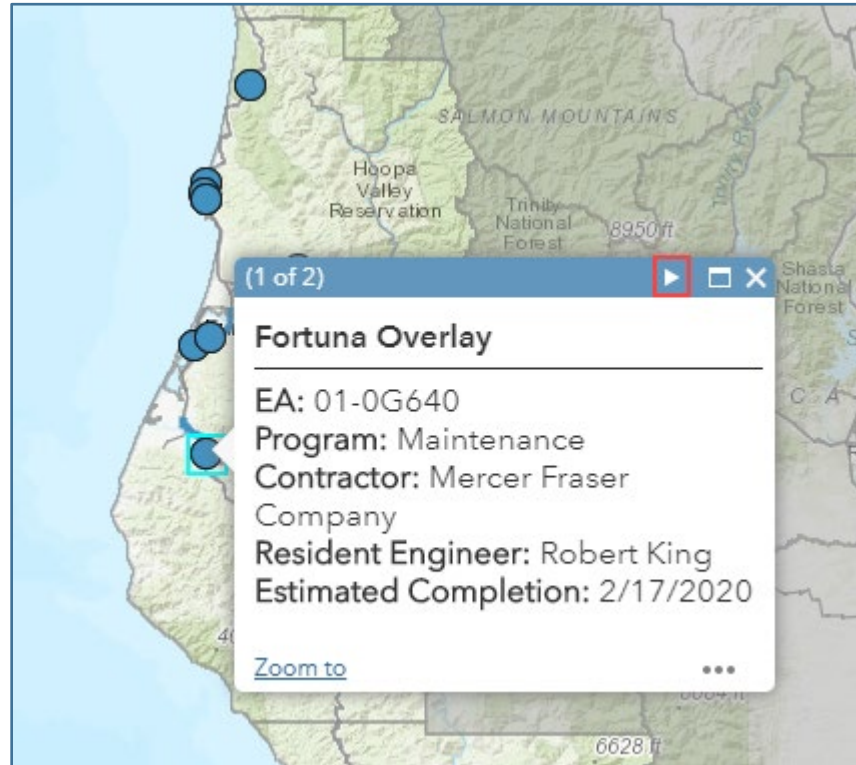 SALMON MOUNTAINS
Hoopa
Valley
Reservation
Trinity
National
Forest
8950 ft
Trinity River
(1 of 2)
Shasta
National
Forest
Fortuna Overlay
EA: 01-0G640
Program: Maintenance
Contractor: Mercer Fraser
Company
Resident Engineer: Robert King
Estimated Completion: 2/17/2020
C A
Zoom to
6628 ft